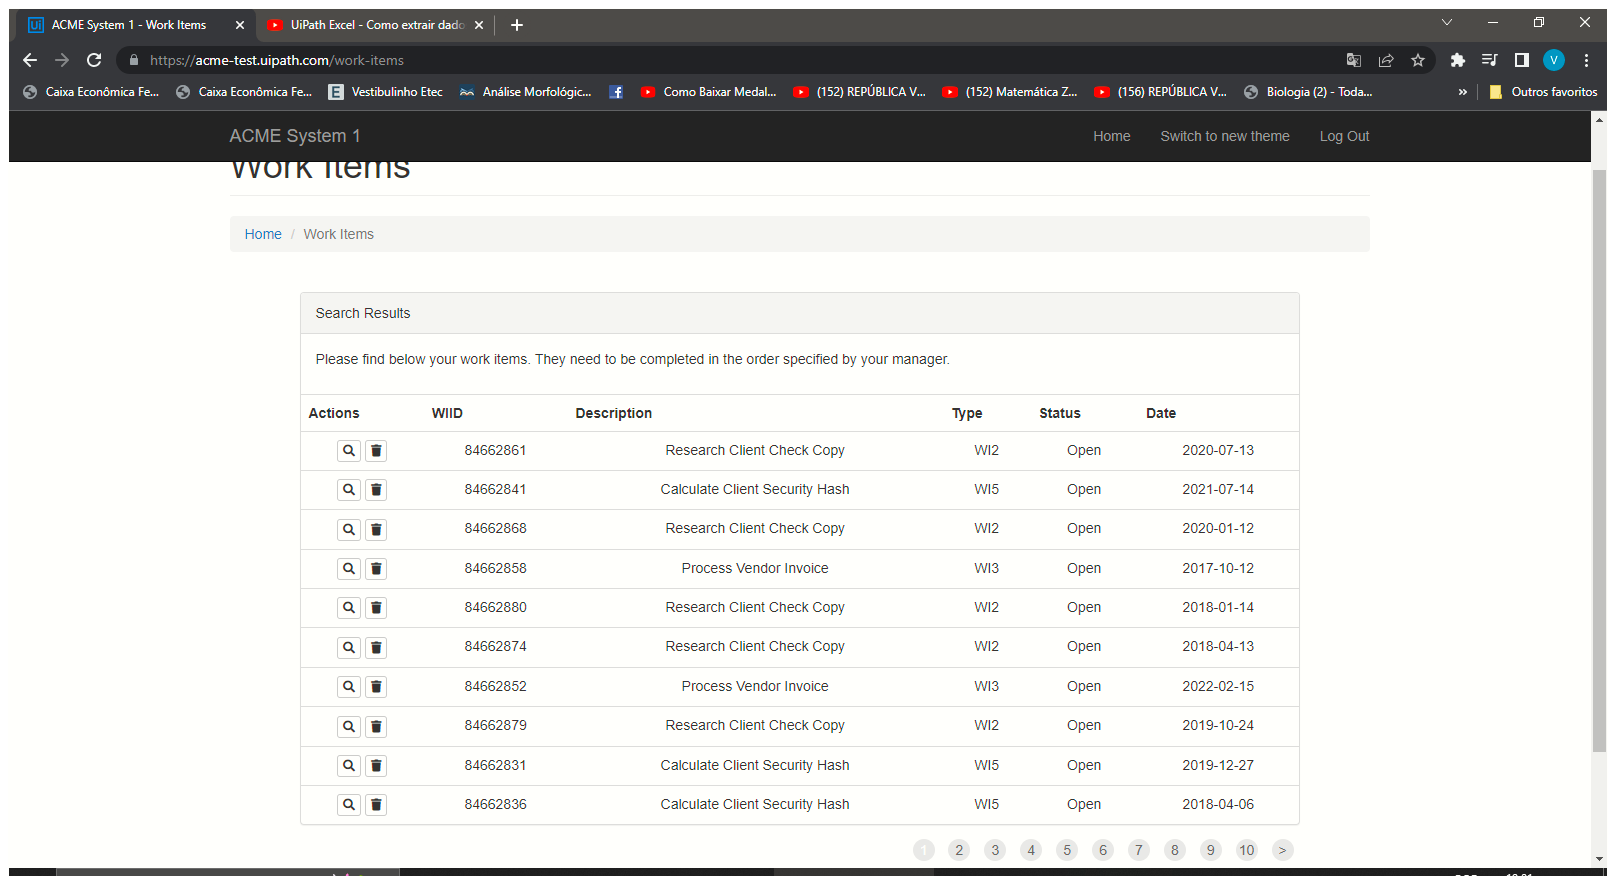 ACME System 1 - Work Items
UiPath Excel - Como extrair dado
https://acme-test.uipath.com/work-items
V
Caixa Econômica Fe... Caixa Econômica Fe... Vestibulinho Etec Análise Morfológic... Como Baixar Medal... (152) REPÚBLICA V... (152) Matemática Z... (156) REPÚBLICA V... Biologia (2) - Toda... » Outros favoritos
ACME System 1 Home Switch to new theme Log Out
Work Items
Home / Work Items
Search Results
Please find below your work items. They need to be completed in the order specified by your manager.
Actions WIID Description Type Status Date
84662861 Research Client Check Copy WI2 Open 2020-07-13
84662841 Calculate Client Security Hash WI5 Open 2021-07-14
84662868 Research Client Check Copy WI2 Open 2020-01-12
84662858 Process Vendor Invoice WI3 Open 2017-10-12
84662880 Research Client Check Copy WI2 Open 2018-01-14
84662874 Research Client Check Copy WI2 Open 2018-04-13
84662852 Process Vendor Invoice WI3 Open 2022-02-15
84662879 Research Client Check Copy WI2 Open 2019-10-24
84662831 Calculate Client Security Hash WI5 Open 2019-12-27
84662836 Calculate Client Security Hash WI5 Open 2018-04-06
1 2 3 4 5 6 7 8 9 10 >